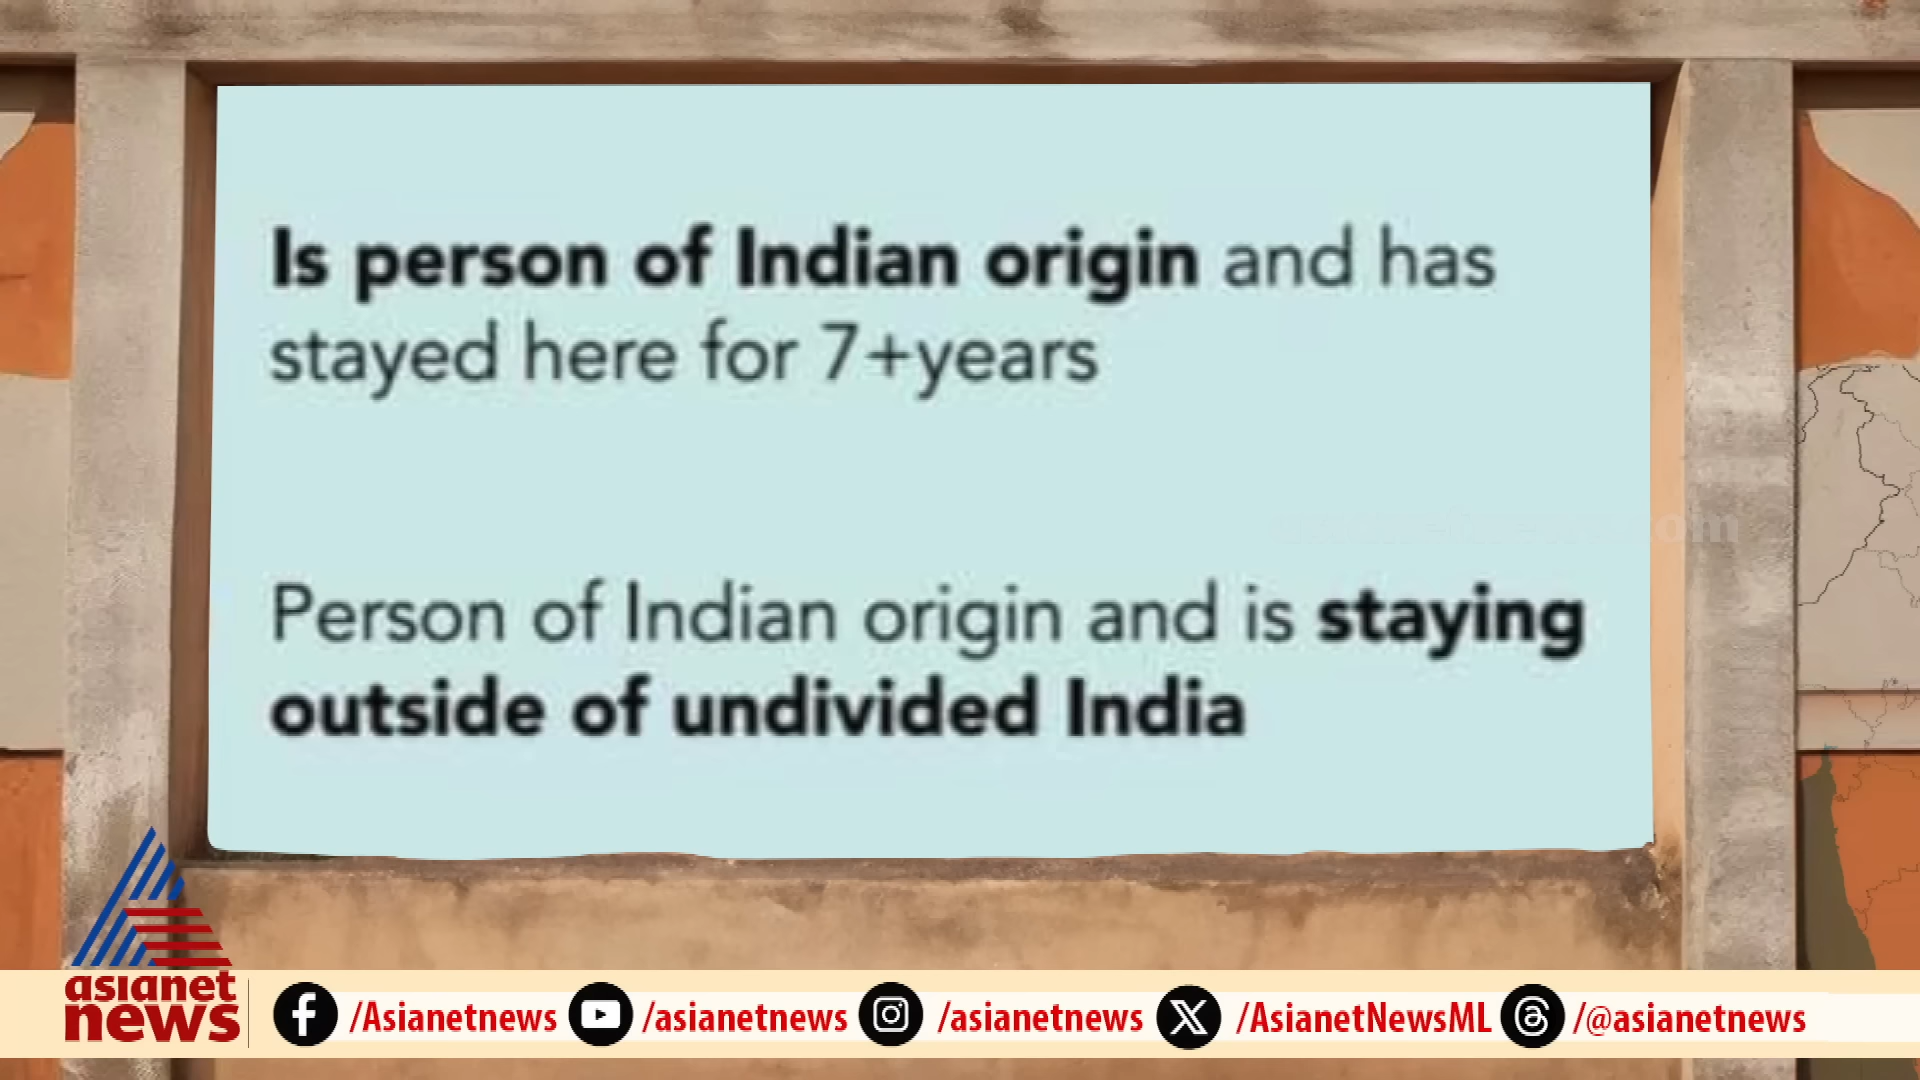 Is person of Indian origin and has
stayed here for 7+years
Person of Indian origin and is staying
outside of undivided India
asianet
news
/Asianetnews /asianetnews /asianetnews /AsianetNewsML /@asianetnews